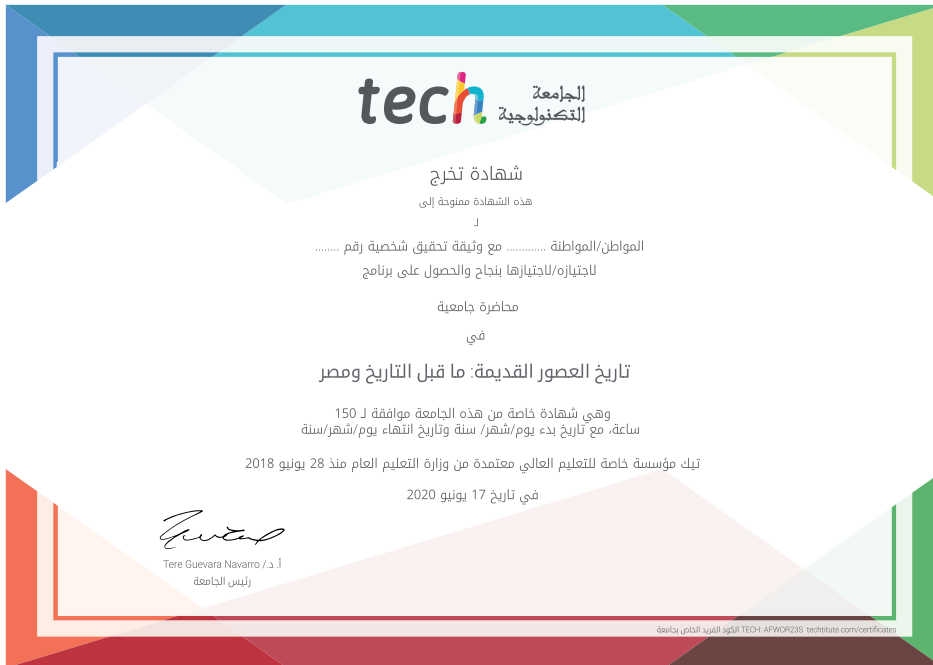 tech الجامعة
التكنولوجية
شهادة تخرج
هذه الشهادة ممنوحة إلى
لـ
المواطن/المواطنة ............ مع وثيقة تحقيق شخصية رقم ........
لاجتيازه/لاجتيازها بنجاح والحصول على برنامج
محاضرة جامعية
في
تاريخ العصور القديمة: ما قبل التاريخ ومصر
وهي شهادة خاصة من هذه الجامعة موافقة لـ 150
ساعة، مع تاريخ بدء يوم/شهر/ سنة وتاريخ انتهاء يوم/شهر/سنة
تيك مؤسسة خاصة للتعليم العالي معتمدة من وزارة التعليم العام منذ 28 يونيو 2018
في تاريخ 17 يونيو 2020
أ. د./ Tere Guevara Navarro
رئيس الجامعة
الكود الفريد الخاص بجامعة TECH: AFWOR23S techtitute.com/certificates